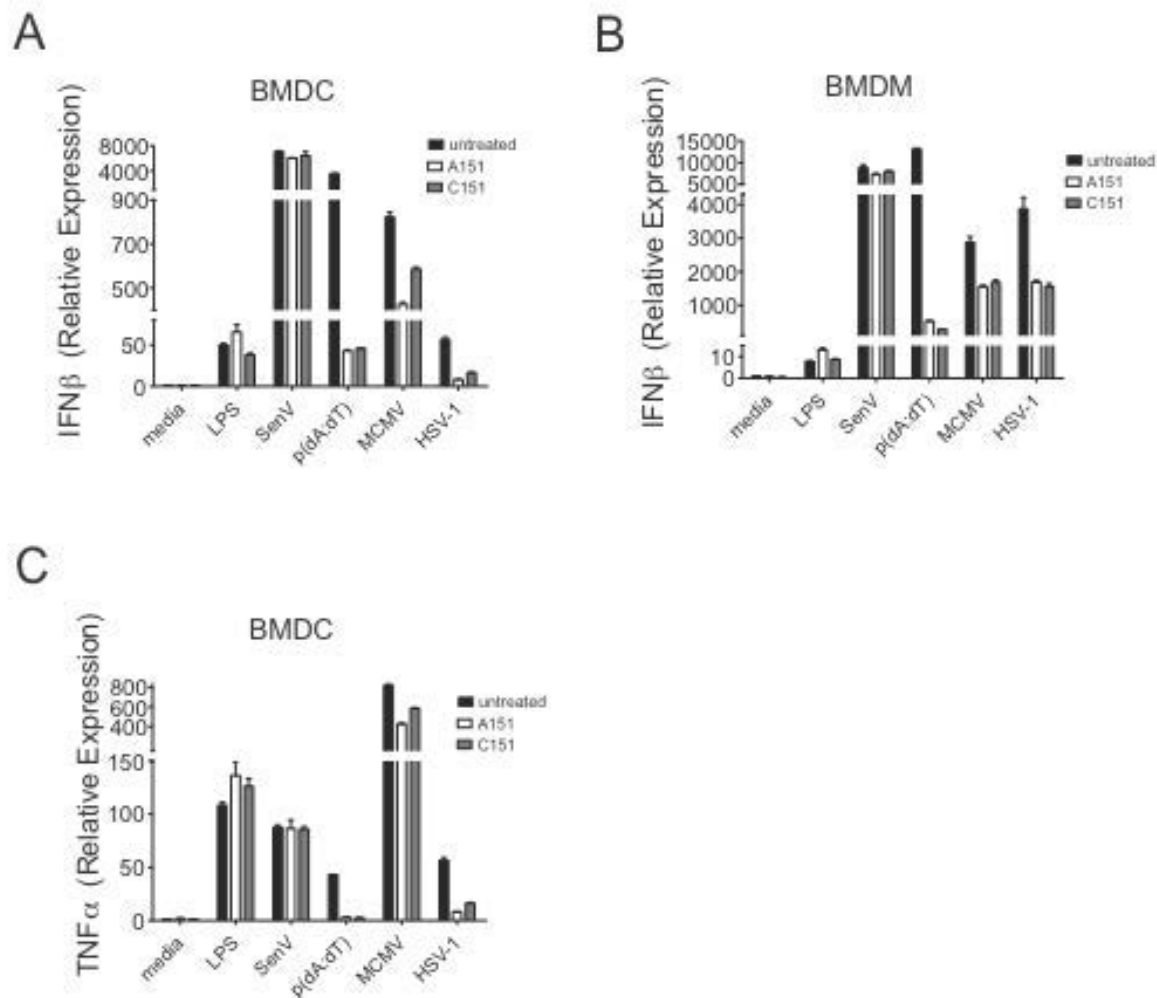 A
BMDC
IFNβ (Relative Expression)
8000
4000
900
700
500
50
0
untreated
A151
C151
media
LPS
SenV
p(dA:dT)
MCMV
HSV-1
B
BMDM
IFNβ (Relative Expression)
15000
10000
5000
4000
3000
2000
1000
10
0
untreated
A151
C151
media
LPS
SenV
p(dA:dT)
MCMV
HSV-1
C
BMDC
TNFα (Relative Expression)
800
600
400
150
100
50
0
untreated
A151
C151
media
LPS
SenV
p(dA:dT)
MCMV
HSV-1